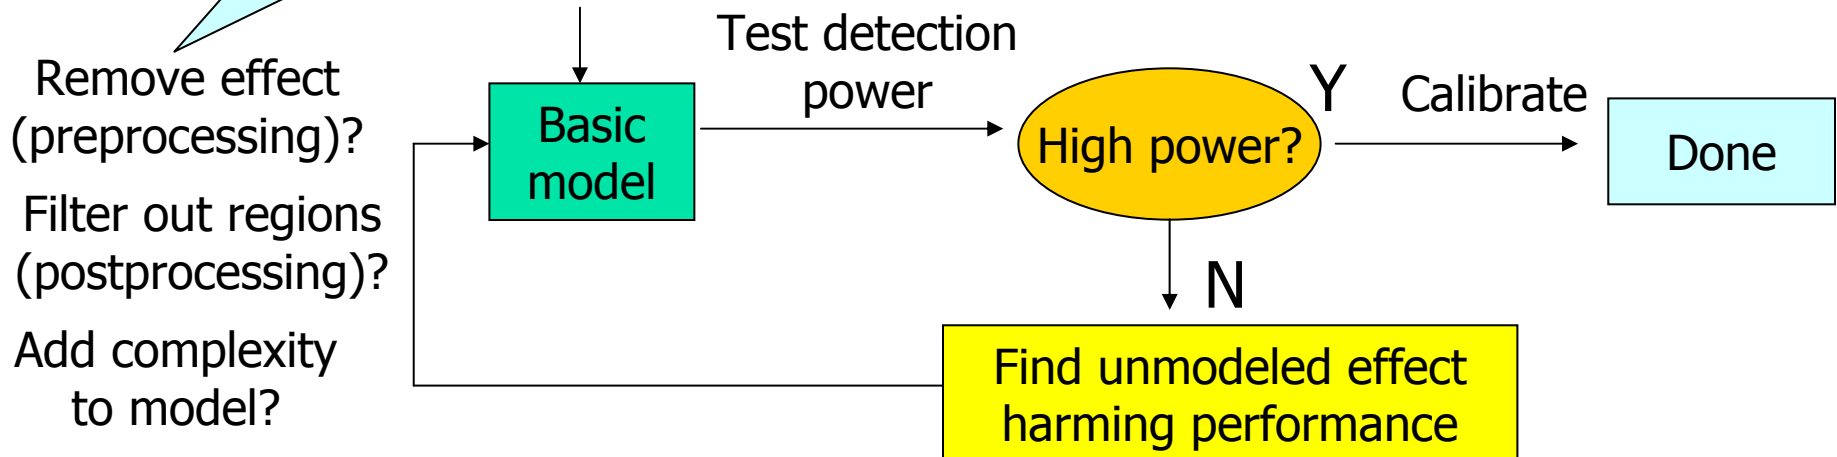 Remove effect
(preprocessing)?
Filter out regions
(postprocessing)?
Add complexity
to model?
Basic
model
Test detection
power
High power?
Y
Calibrate
Done
N
Find unmodeled effect
harming performance